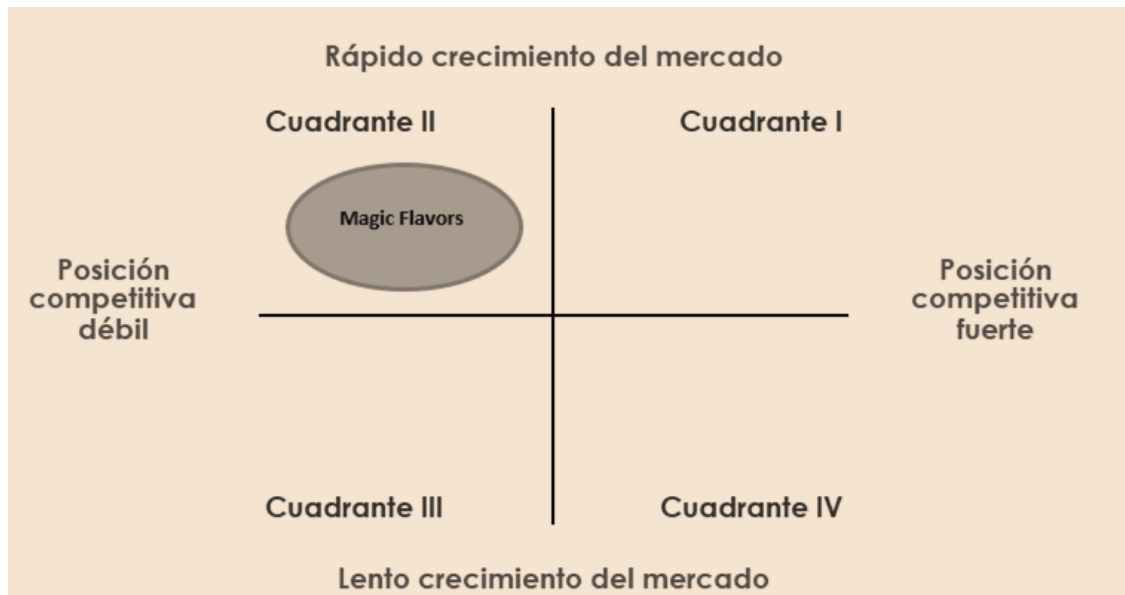 Rápido crecimiento del mercado
Cuadrante II
Cuadrante I
Magic Flavors
Posición
competitiva
débil
Posición
competitiva
fuerte
Cuadrante III
Cuadrante IV
Lento crecimiento del mercado